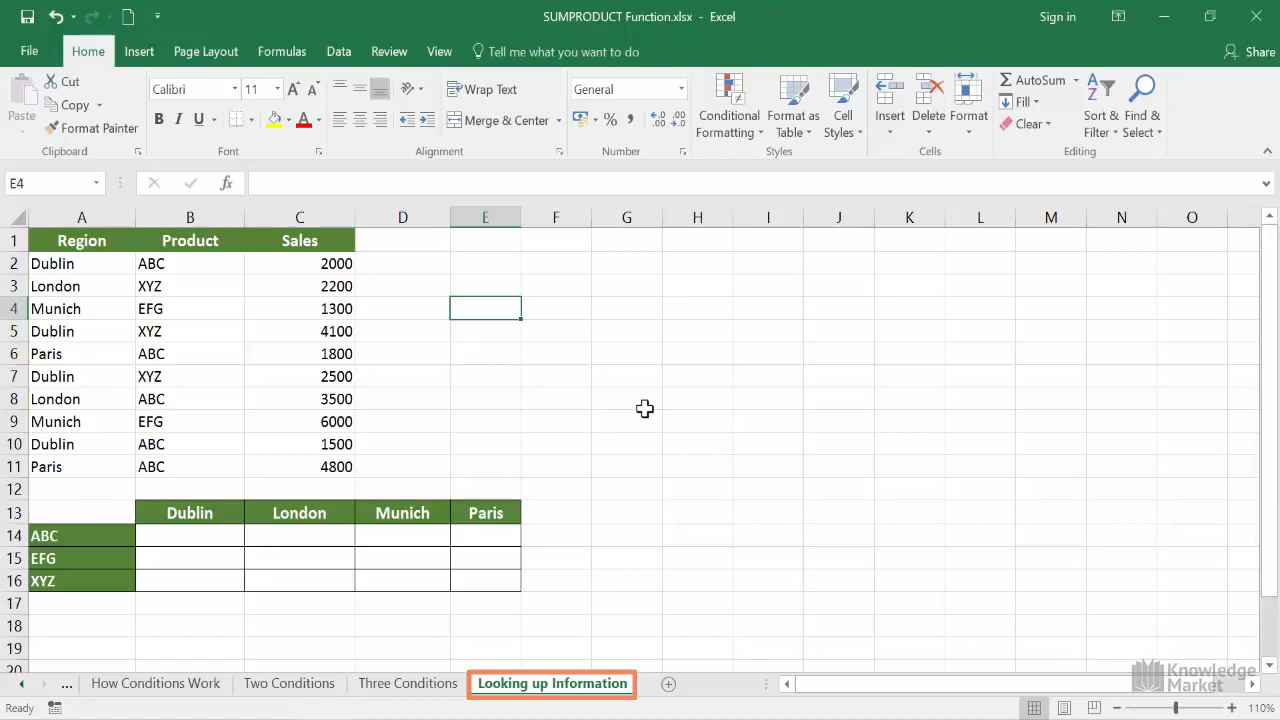 SUMPRODUCT Function.xlsx - Excel
Sign in
File Home Insert Page Layout Formulas Data Review View Tell me what you want to do Share
Paste
Cut
Copy
Format Painter
Clipboard
Calibri 11 A A
B I U A
Font
Wrap Text
Merge & Center
Alignment
General
% , .00 .0
Number
Conditional Formatting
Format as Table
Cell Styles
Styles
Insert Delete Format
Cells
AutoSum
Fill
Clear
Sort & Filter
Find & Select
Editing
E4 fx
A B C D E F G H I J K L M N O
1 Region Product Sales
2 Dublin ABC 2000
3 London XYZ 2200
4 Munich EFG 1300
5 Dublin XYZ 4100
6 Paris ABC 1800
7 Dublin XYZ 2500
8 London ABC 3500
9 Munich EFG 6000
10 Dublin ABC 1500
11 Paris ABC 4800
12
13 Dublin London Munich Paris
14 ABC
15 EFG
16 XYZ
17
18
19
20
Knowledge
Market
... How Conditions Work Two Conditions Three Conditions Looking up Information
Ready 110%